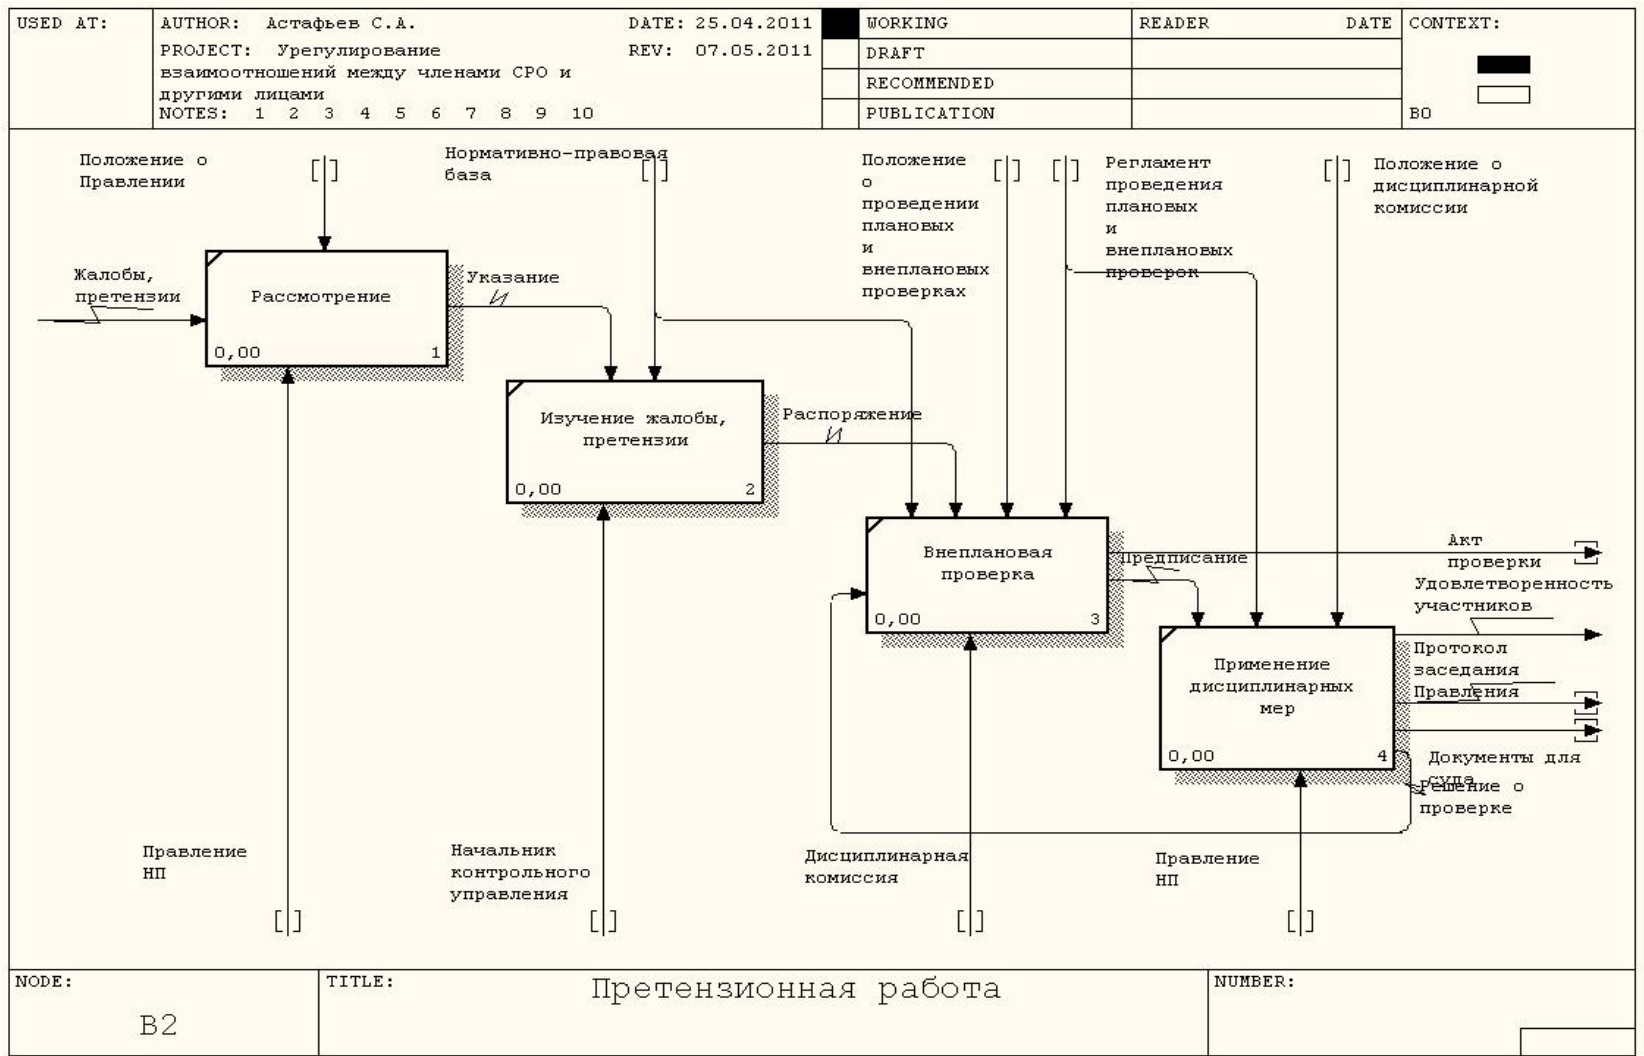 USED AT:
AUTHOR: Астафьев С.А.
DATE: 25.04.2011
PROJECT: Урегулирование
взаимоотношений между членами СРО и
другими лицами
REV: 07.05.2011
NOTES: 1 2 3 4 5 6 7 8 9 10
WORKING
DRAFT
RECOMMENDED
PUBLICATION
READER DATE
CONTEXT:
B0
Положение о
Правлении
Нормативно-правовая
база
Положение
о
проведении
плановых
и
внеплановых
проверках
Регламент
проведения
плановых
и
внеплановых
проверок
Положение о
дисциплинарной
комиссии
Жалобы,
претензии
Рассмотрение
0,00 1
Указание
Изучение жалобы,
претензии
0,00 2
Распоряжение
Внеплановая
проверка
0,00 3
Предписание
Применение
дисциплинарных
мер
0,00 4
Акт
проверки
Удовлетворенность
участников
Протокол
заседания
Правления
Документы для
суда
Решение о
проверке
Правление
НП
Начальник
контрольного
управления
Дисциплинарная
комиссия
Правление
НП
NODE:
B2
TITLE:
Претензионная работа
NUMBER: